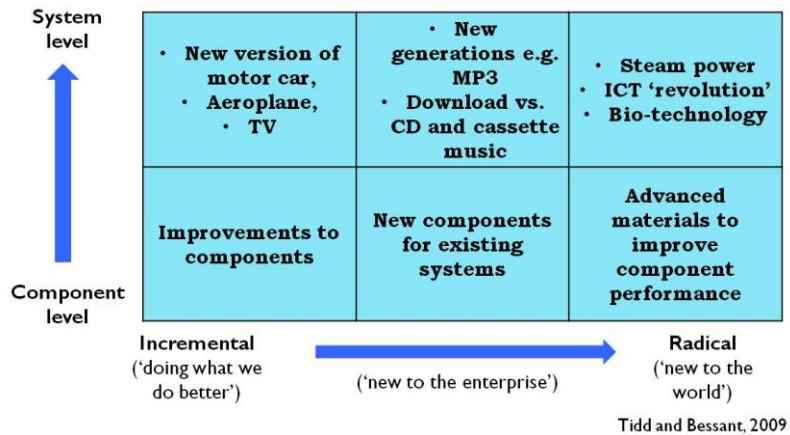 System
level
• New version of
motor car,
• Aeroplane,
• TV
• New
generations e.g.
MP3
• Download vs.
CD and cassette
music
• Steam power
• ICT ‘revolution’
• Bio-technology
Improvements to
components
New components
for existing
systems
Advanced
materials to
improve
component
performance
Component
level
Incremental
(‘doing what we
do better’)
(‘new to the enterprise’)
Radical
(‘new to the
world’)
Tidd and Bessant, 2009